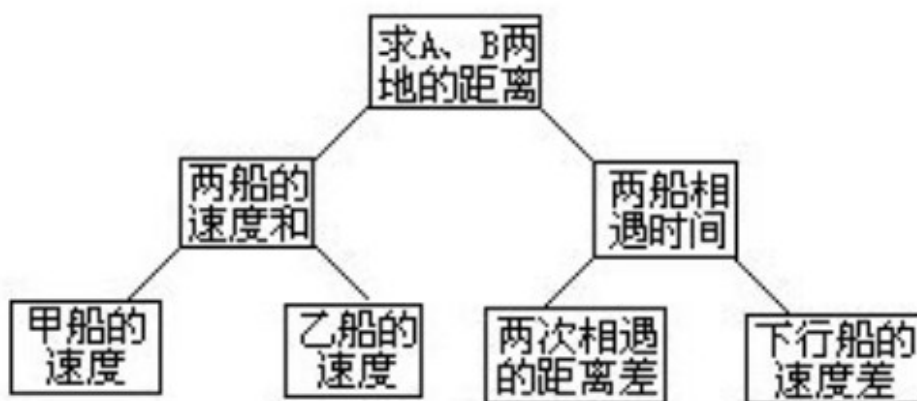 求A、B两
地的距离
两船的
速度和
两船相
遇时间
甲船的
速度
乙船的
速度
两次相遇
的距离差
下行船的
速度差